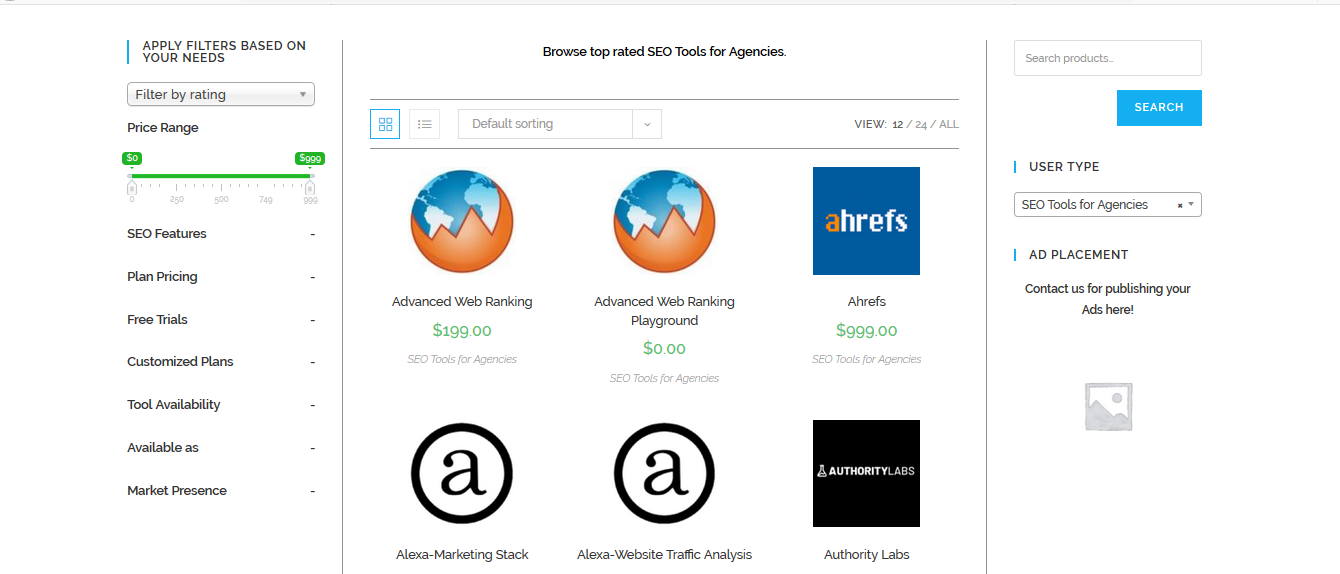 APPLY FILTERS BASED ON
YOUR NEEDS
Filter by rating
Price Range
$0
$999
0 250 500 749 999
SEO Features -
Plan Pricing -
Free Trials -
Customized Plans -
Tool Availability -
Available as -
Market Presence -
Browse top rated SEO Tools for Agencies.
Default sorting
VIEW: 12 / 24 / ALL
Advanced Web Ranking
$199.00
SEO Tools for Agencies
Advanced Web Ranking
Playground
$0.00
SEO Tools for Agencies
ahrefs
Ahrefs
$999.00
SEO Tools for Agencies
a
Alexa-Marketing Stack
a
Alexa-Website Traffic Analysis
AUTHORITYLABS
Authority Labs
Search products…
SEARCH
USER TYPE
SEO Tools for Agencies ×
AD PLACEMENT
Contact us for publishing your
Ads here!